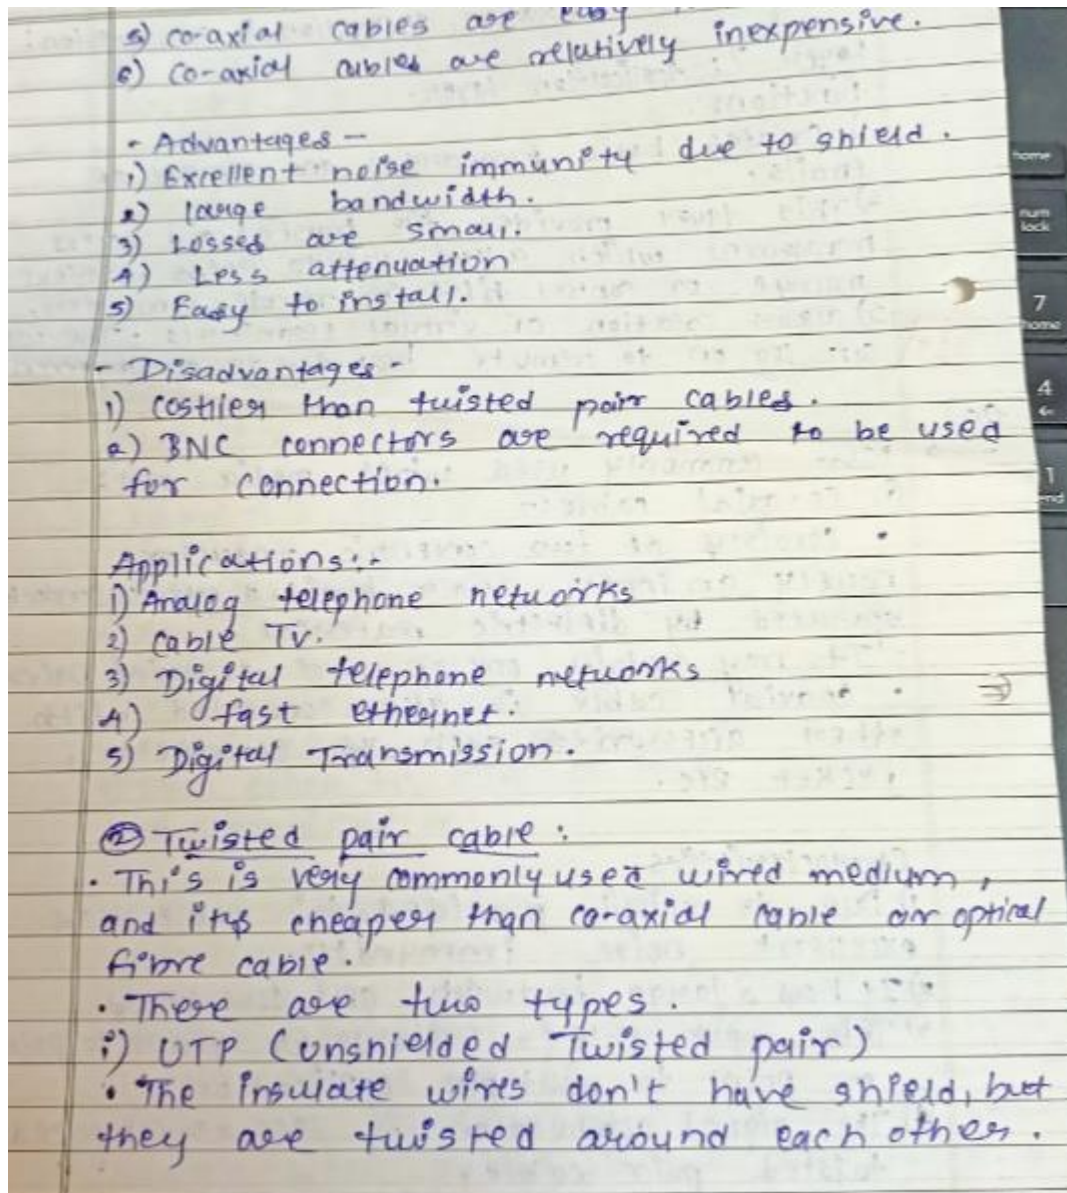 5) co-axial cables are easy
6) co-axial cables are relatively inexpensive.
- Advantages -
1) Excellent noise immunity due to shield.
2) large bandwidth.
3) Losses are small.
4) Less attenuation
5) Easy to install.
- Disadvantages -
1) costlier than twisted pair cables.
2) BNC connectors are required to be used
for connection.
Applications:-
1) Analog telephone networks
2) cable TV.
3) Digital telephone networks
4) fast ethernet.
5) Digital Transmission.
② Twisted pair cable :
• This is very commonly used wired medium,
and it's cheaper than co-axial cable or optical
fibre cable.
• There are two types.
i) UTP (unshielded Twisted pair)
• The insulate wires don't have shield, but
they are twisted around each other.
home
num
lock
7
home
4
←
1